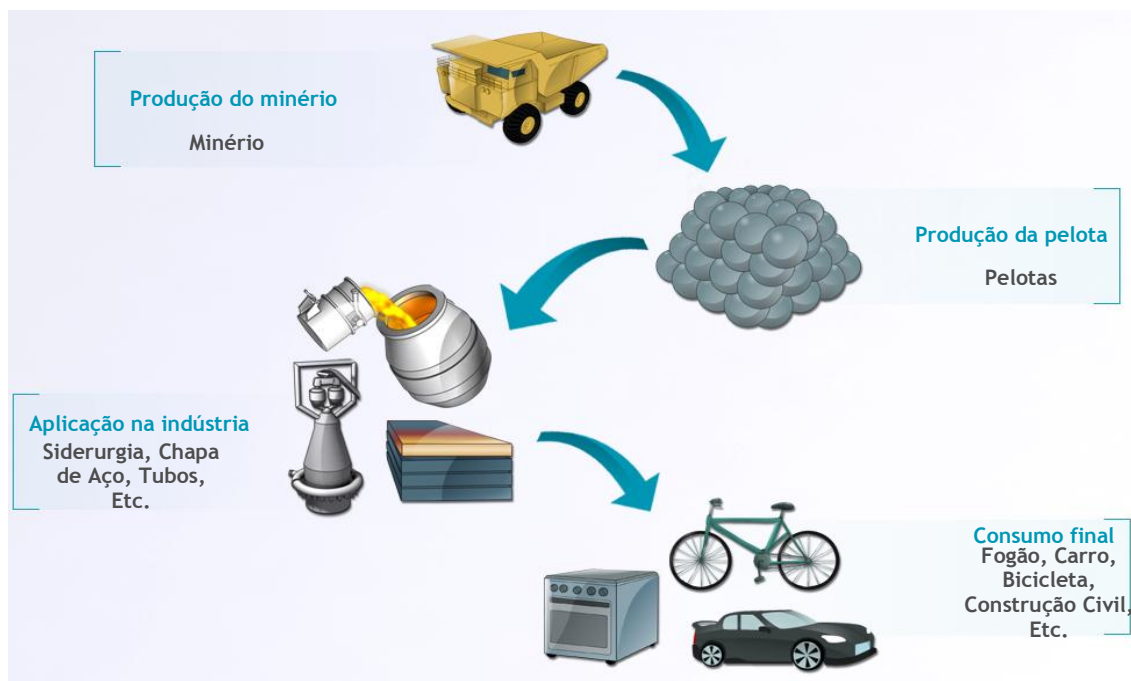 Produção do minério
Minério
Produção da pelota
Pelotas
Aplicação na indústria
Siderurgia, Chapa
de Aço, Tubos,
Etc.
Consumo final
Fogão, Carro,
Bicicleta,
Construção Civil,
Etc.